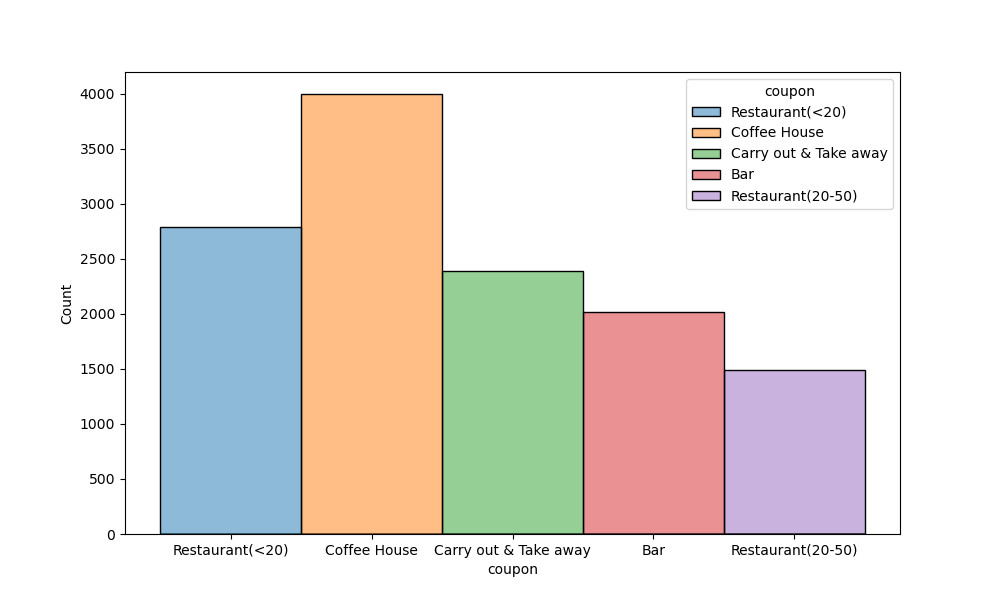 4000
3500
3000
2500
2000
1500
1000
500
0
Count
coupon
Restaurant(<20)
Coffee House
Carry out & Take away
Bar
Restaurant(20-50)
Restaurant(<20) Coffee House Carry out & Take away Bar Restaurant(20-50)
coupon